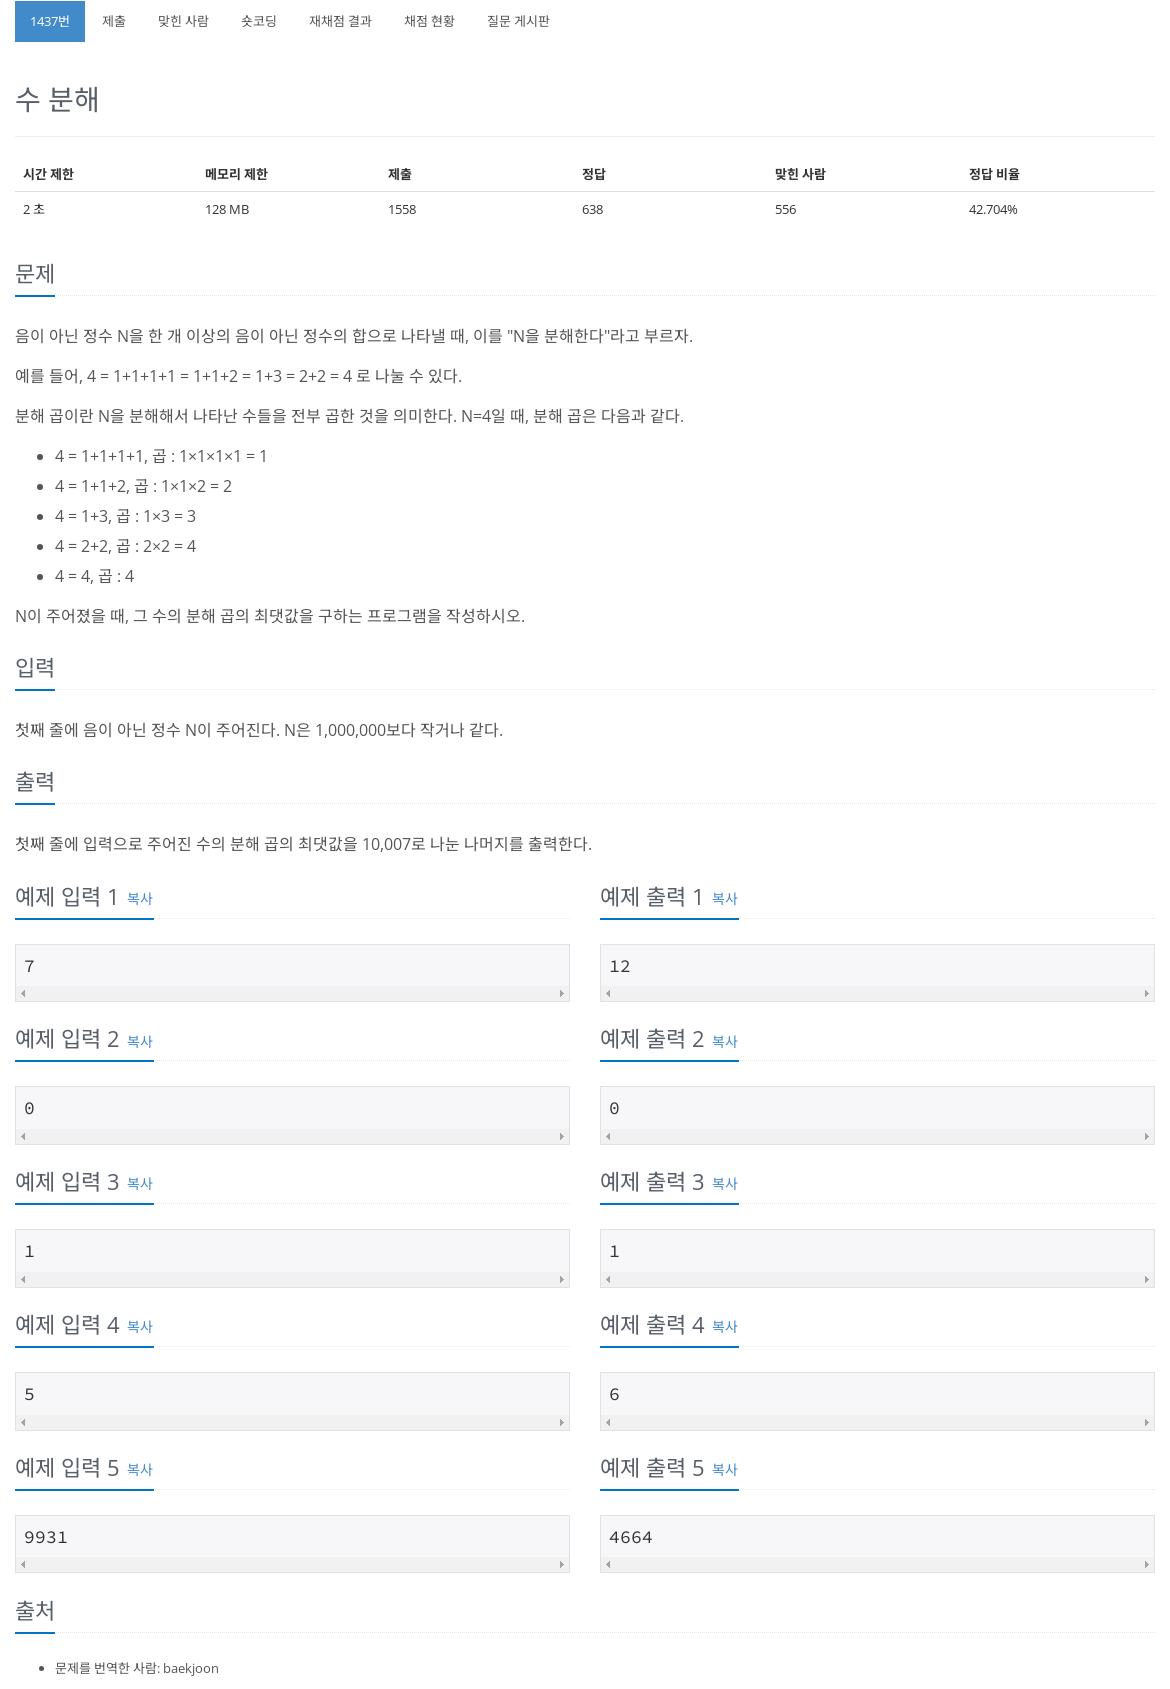 1437번 제출 맞힌 사람 숏코딩 재채점 결과 채점 현황 질문 게시판
수 분해
시간 제한 메모리 제한 제출 정답 맞힌 사람 정답 비율
2 초 128 MB 1558 638 556 42.704%
문제
음이 아닌 정수 N을 한 개 이상의 음이 아닌 정수의 합으로 나타낼 때, 이를 "N을 분해한다"라고 부르자.
예를 들어, 4 = 1+1+1+1 = 1+1+2 = 1+3 = 2+2 = 4 로 나눌 수 있다.
분해 곱이란 N을 분해해서 나타난 수들을 전부 곱한 것을 의미한다. N=4일 때, 분해 곱은 다음과 같다.
• 4 = 1+1+1+1, 곱 : 1×1×1×1 = 1
• 4 = 1+1+2, 곱 : 1×1×2 = 2
• 4 = 1+3, 곱 : 1×3 = 3
• 4 = 2+2, 곱 : 2×2 = 4
• 4 = 4, 곱 : 4
N이 주어졌을 때, 그 수의 분해 곱의 최댓값을 구하는 프로그램을 작성하시오.
입력
첫째 줄에 음이 아닌 정수 N이 주어진다. N은 1,000,000보다 작거나 같다.
출력
첫째 줄에 입력으로 주어진 수의 분해 곱의 최댓값을 10,007로 나눈 나머지를 출력한다.
예제 입력 1 복사 예제 출력 1 복사
7 12
예제 입력 2 복사 예제 출력 2 복사
0 0
예제 입력 3 복사 예제 출력 3 복사
1 1
예제 입력 4 복사 예제 출력 4 복사
5 6
예제 입력 5 복사 예제 출력 5 복사
9931 4664
출처
• 문제를 번역한 사람: baekjoon